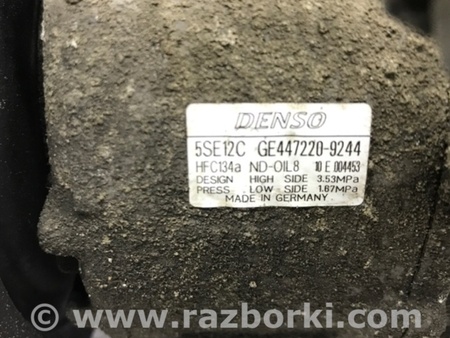 DENSO
5SE12C GE447220-9244
HFC134a ND-OIL8 10 E 004453
DESIGN HIGH SIDE 3.53MPa
PRESS. LOW SIDE 1.67MPa
MADE IN GERMANY
© www.razborki.com